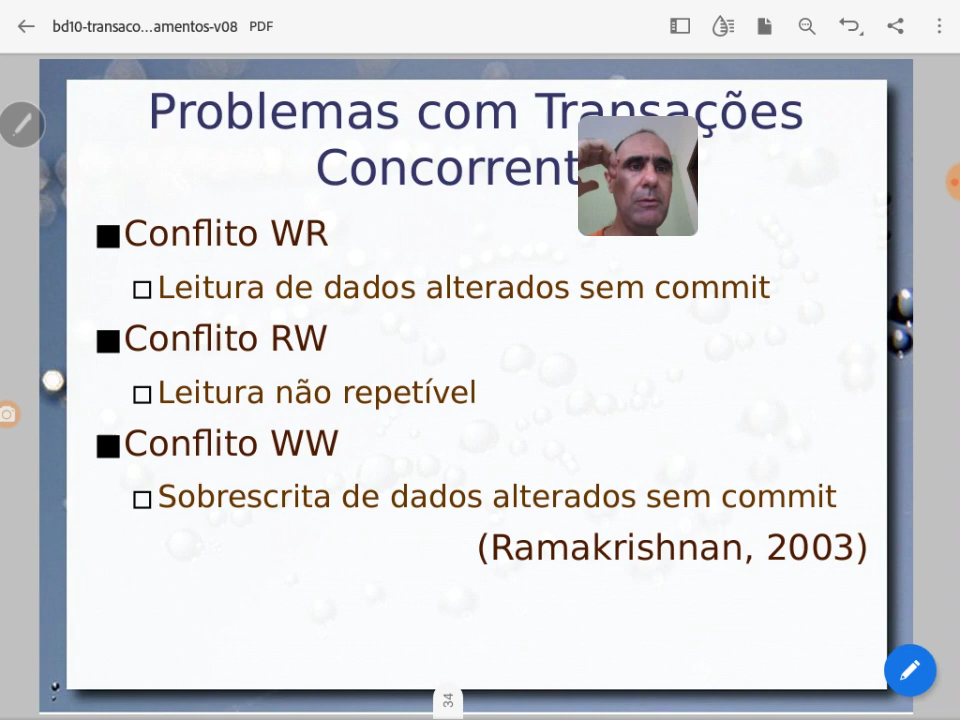 bd10-transaco...amentos-v08 PDF
Problemas com Transações
Concorrent
■Conflito WR
□Leitura de dados alterados sem commit
■Conflito RW
□Leitura não repetível
■Conflito WW
□Sobrescrita de dados alterados sem commit
(Ramakrishnan, 2003)
34